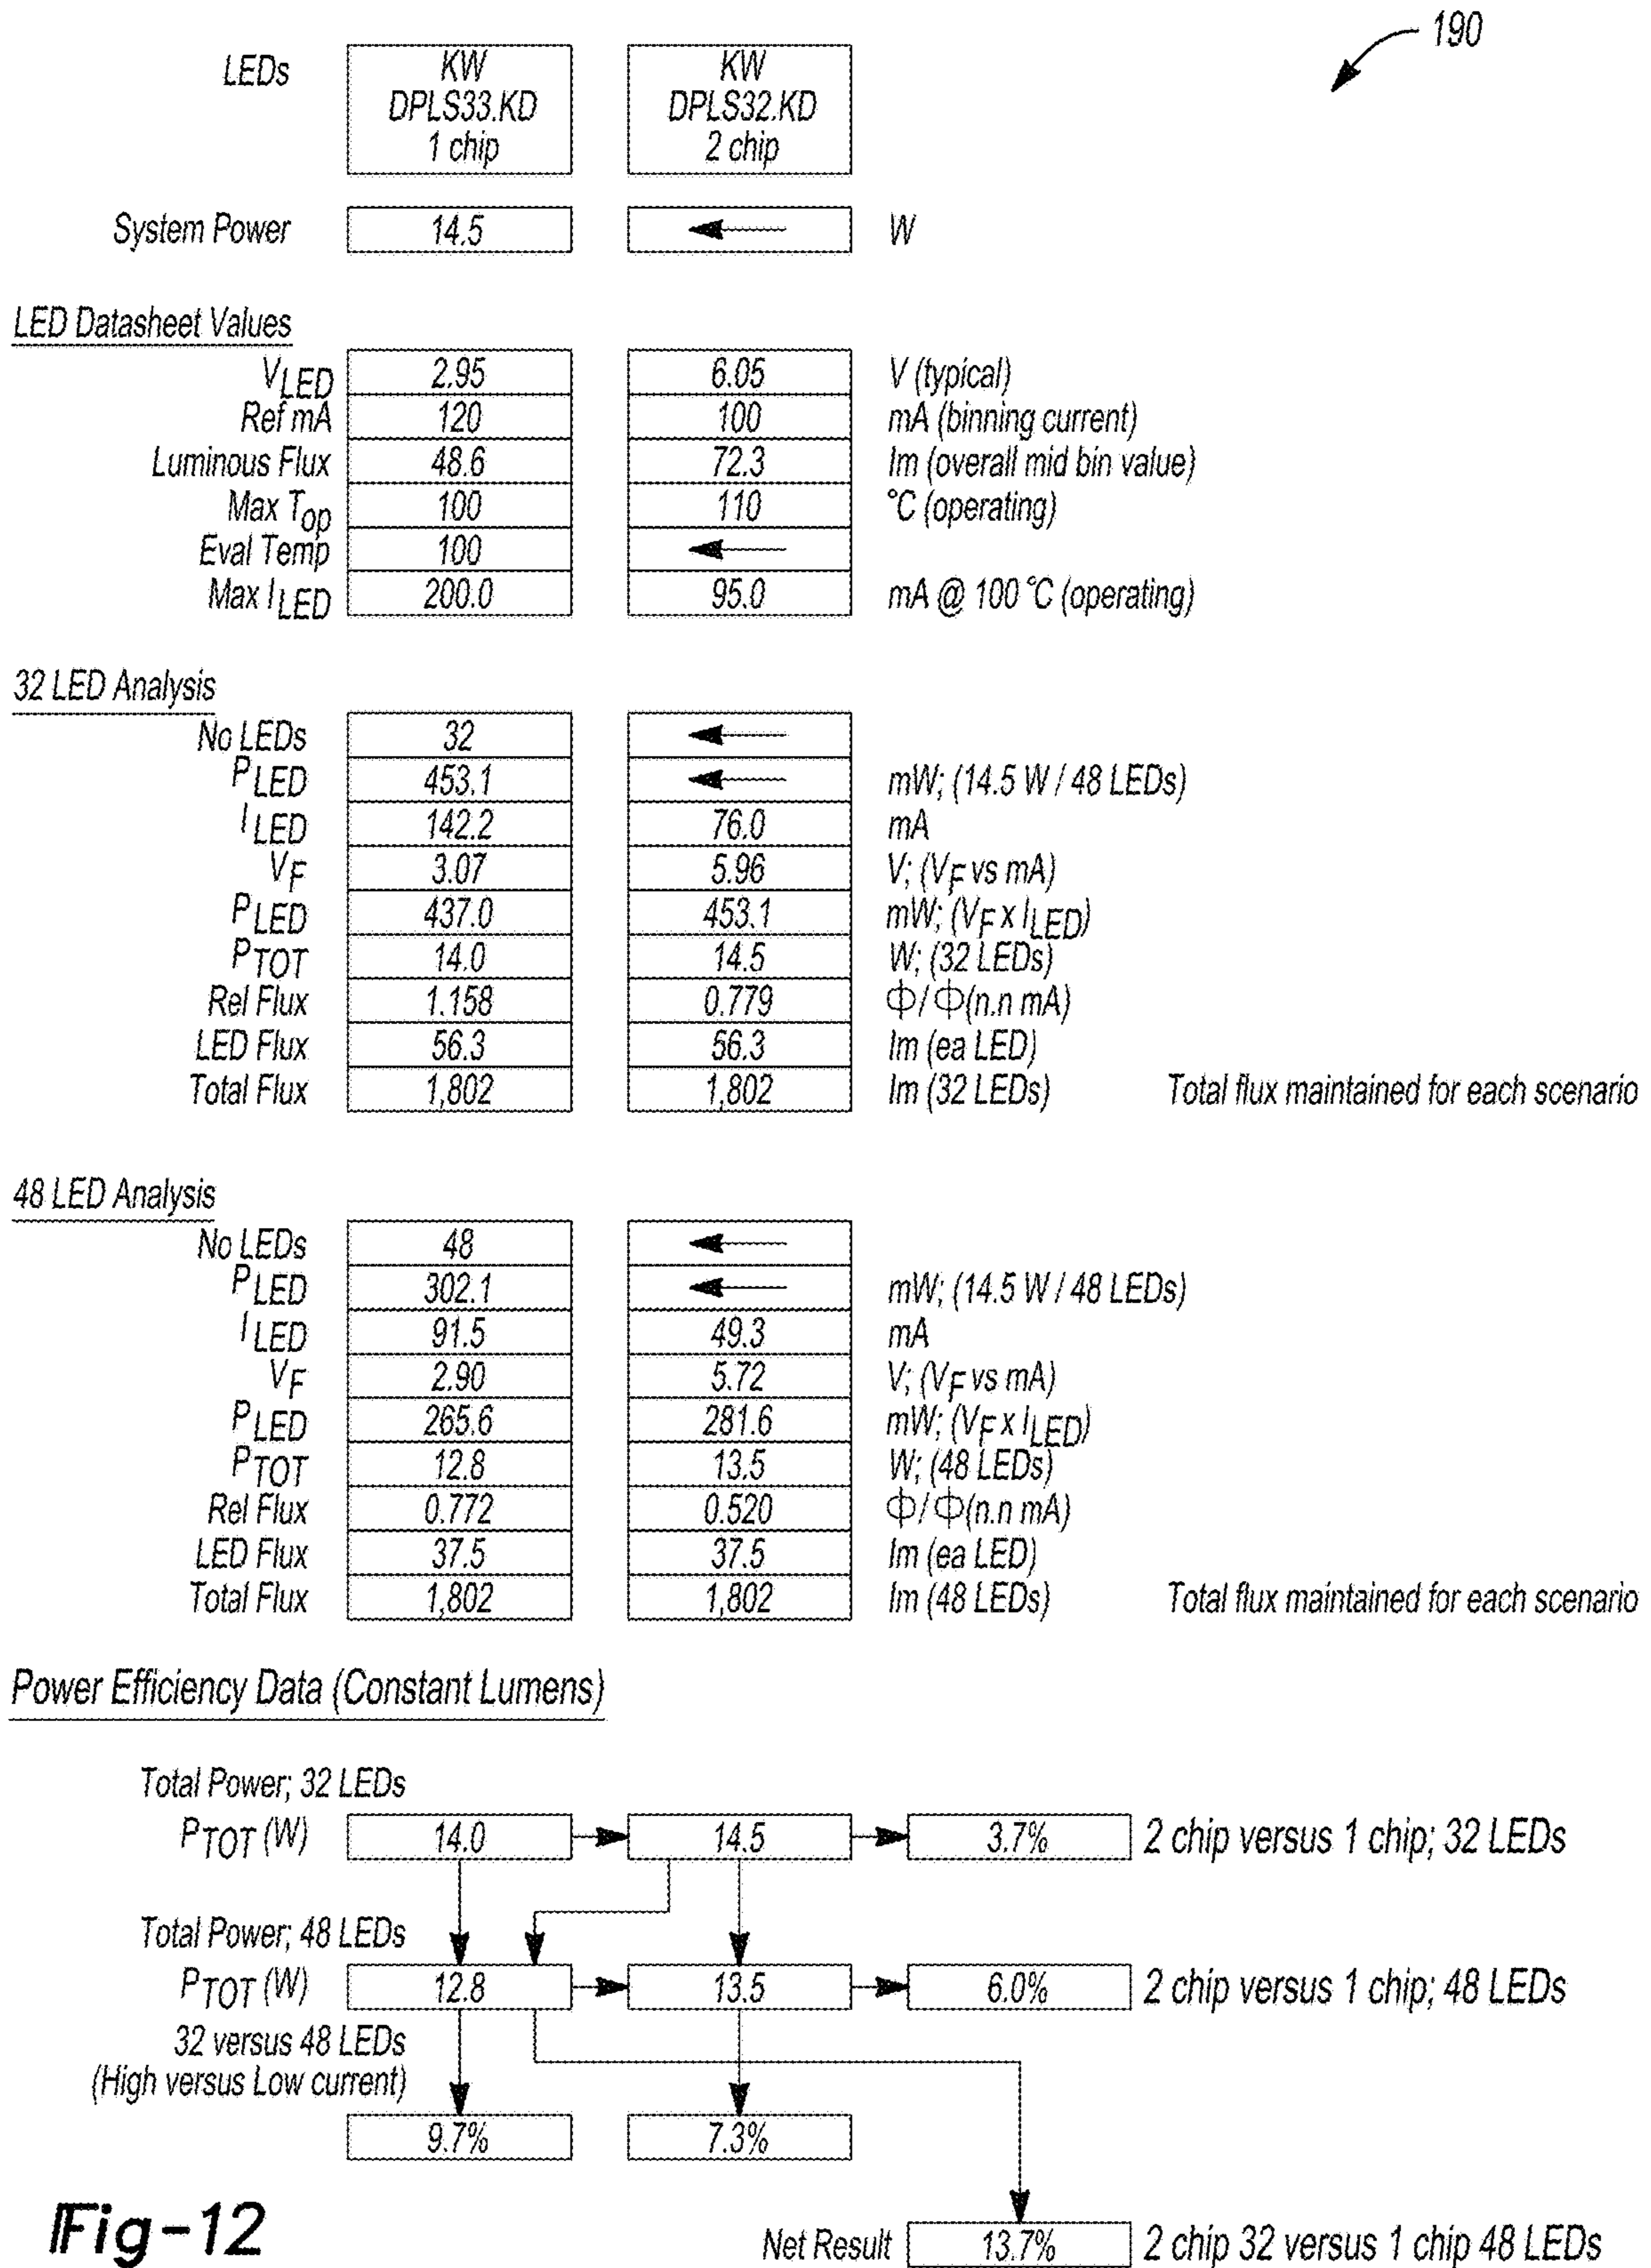 190
LEDs KW DPLS33.KD 1 chip KW DPLS32.KD 2 chip
System Power 14.5 W
LED Datasheet Values
VLED 2.95 6.05 V (typical)
Ref mA 120 100 mA (binning current)
Luminous Flux 48.6 72.3 lm (overall mid bin value)
Max Top 100 110 °C (operating)
Eval Temp 100
Max ILED 200.0 95.0 mA @ 100 °C (operating)
32 LED Analysis
No LEDs 32
PLED 453.1 mW; (14.5 W / 48 LEDs)
ILED 142.2 76.0 mA
VF 3.07 5.96 V; (VF vs mA)
PLED 437.0 453.1 mW; (VF x ILED)
PTOT 14.0 14.5 W; (32 LEDs)
Rel Flux 1.158 0.779 Φ/Φ(n.n mA)
LED Flux 56.3 56.3 lm (ea LED)
Total Flux 1,802 1,802 lm (32 LEDs) Total flux maintained for each scenario
48 LED Analysis
No LEDs 48
PLED 302.1 mW; (14.5 W / 48 LEDs)
ILED 91.5 49.3 mA
VF 2.90 5.72 V; (VF vs mA)
PLED 265.6 281.6 mW; (VF x ILED)
PTOT 12.8 13.5 W; (48 LEDs)
Rel Flux 0.772 0.520 Φ/Φ(n.n mA)
LED Flux 37.5 37.5 lm (ea LED)
Total Flux 1,802 1,802 lm (48 LEDs) Total flux maintained for each scenario
Power Efficiency Data (Constant Lumens)
Total Power; 32 LEDs
PTOT (W) 14.0 14.5 3.7% 2 chip versus 1 chip; 32 LEDs
Total Power; 48 LEDs
PTOT (W) 12.8 13.5 6.0% 2 chip versus 1 chip; 48 LEDs
32 versus 48 LEDs
(High versus Low current)
9.7% 7.3%
Fig-12
Net Result 13.7% 2 chip 32 versus 1 chip 48 LEDs